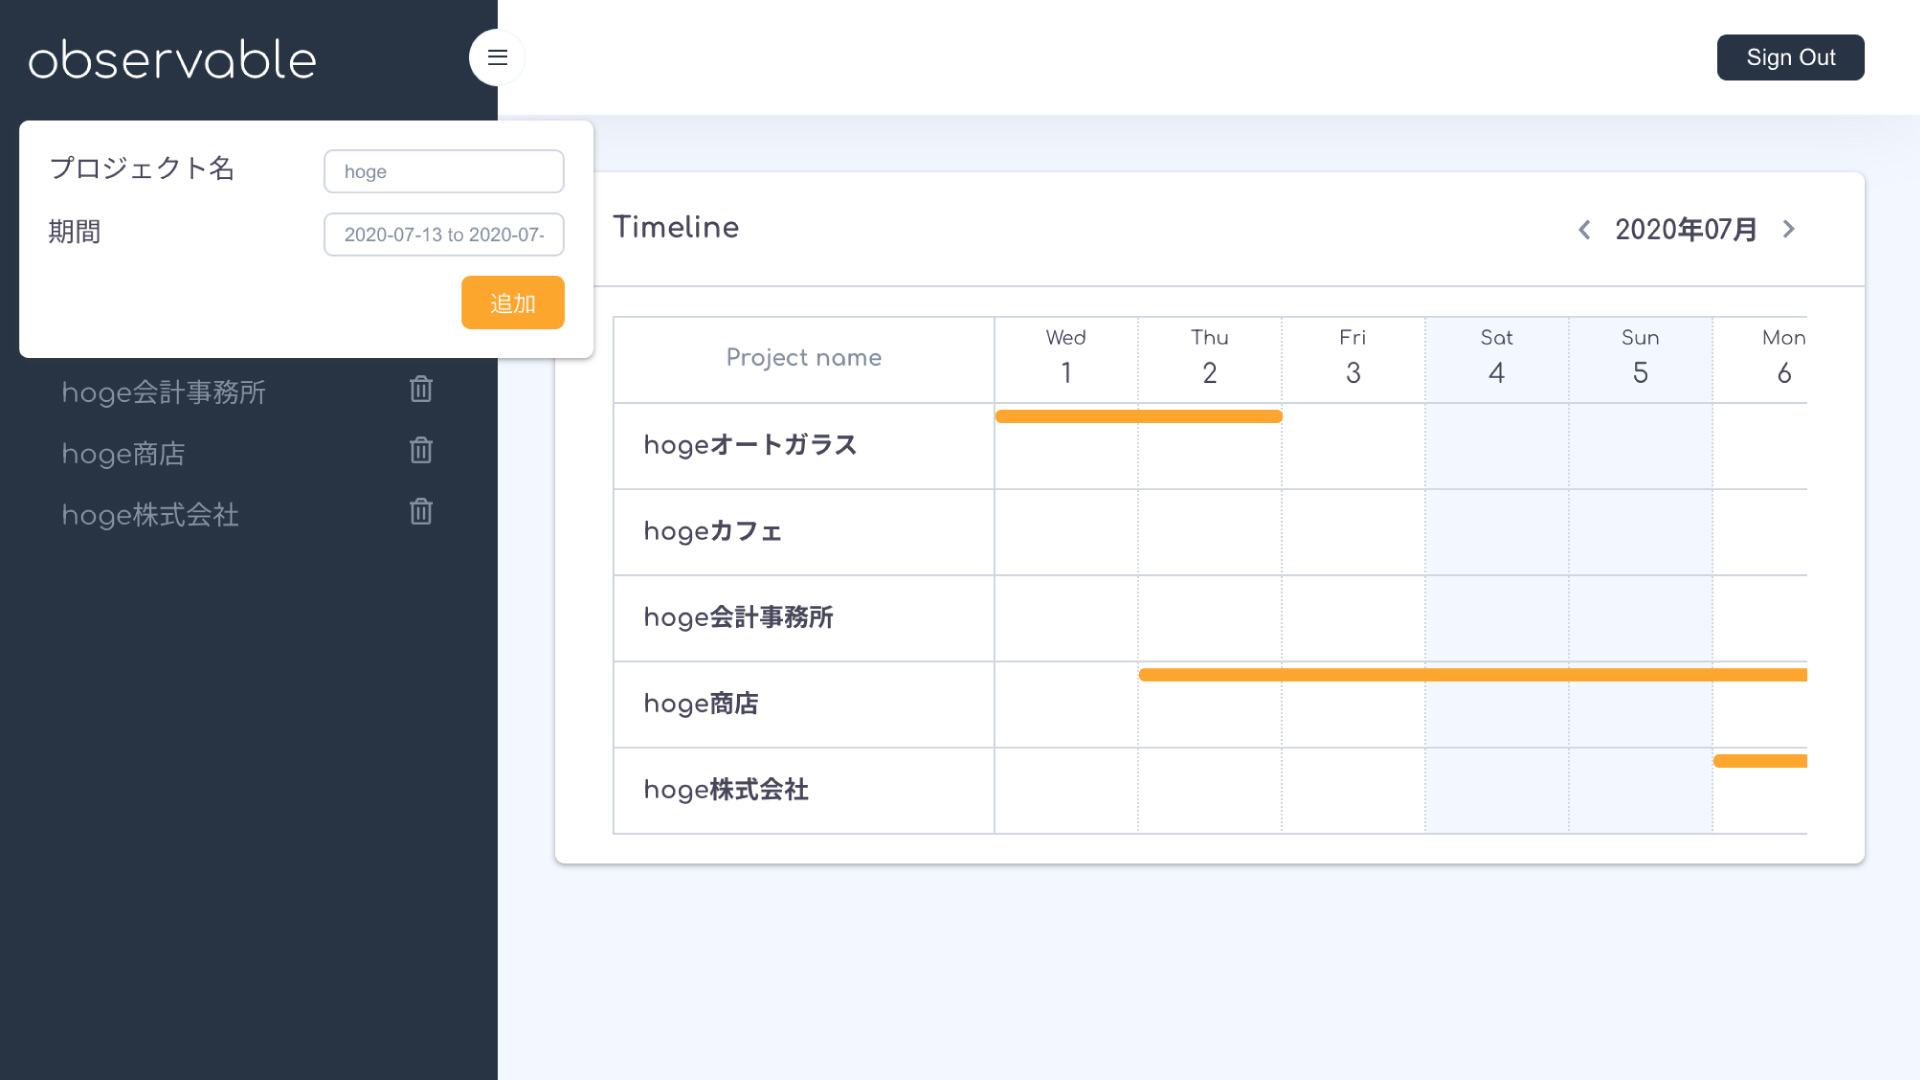 observable
Sign Out
プロジェクト名
hoge
期間
2020-07-13 to 2020-07-
追加
hoge会計事務所
hoge商店
hoge株式会社
Timeline
2020年07月
Project name
Wed
Thu
Fri
Sat
Sun
Mon
1
2
3
4
5
6
hogeオートガラス
hogeカフェ
hoge会計事務所
hoge商店
hoge株式会社